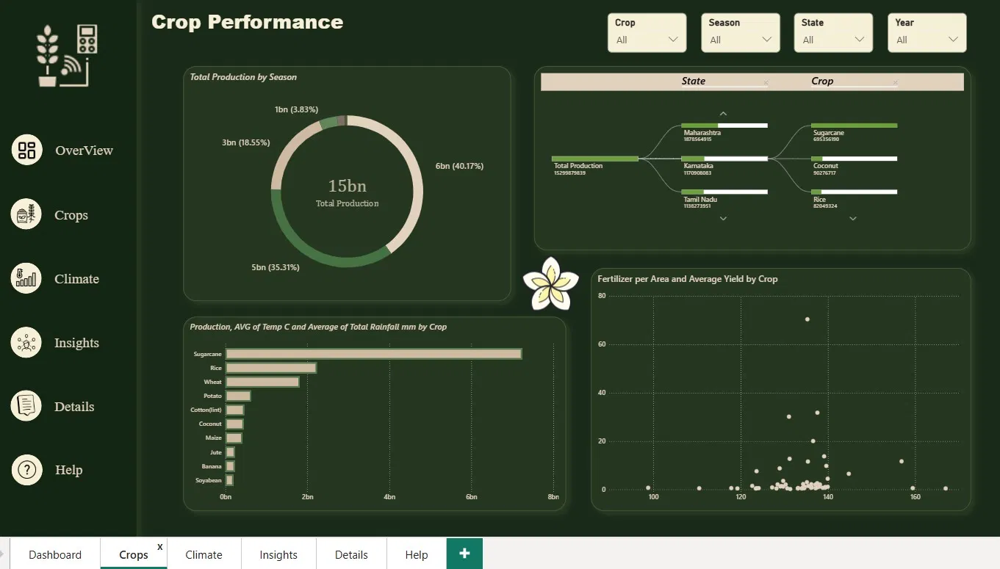 Crop Performance
Crop
All
Season
All
State
All
Year
All
OverView
Crops
Climate
Insights
Details
? Help
Total Production by Season
1bn (3.83%)
3bn (18.55%)
6bn (40.17%)
15bn
Total Production
5bn (35.31%)
State
Crop
Total Production
15299879839
Maharashtra
1878564915
Karnataka
1170908083
Tamil Nadu
1138273951
Sugarcane
695356190
Coconut
90276717
Rice
82049324
Production, AVG of Temp C and Average of Total Rainfall mm by Crop
Sugarcane
Rice
Wheat
Potato
Cotton(lint)
Coconut
Maize
Jute
Banana
Soyabean
0bn 2bn 4bn 6bn 8bn
Fertilizer per Area and Average Yield by Crop
80
60
40
20
0
100 120 140 160
Dashboard Crops x Climate Insights Details Help +